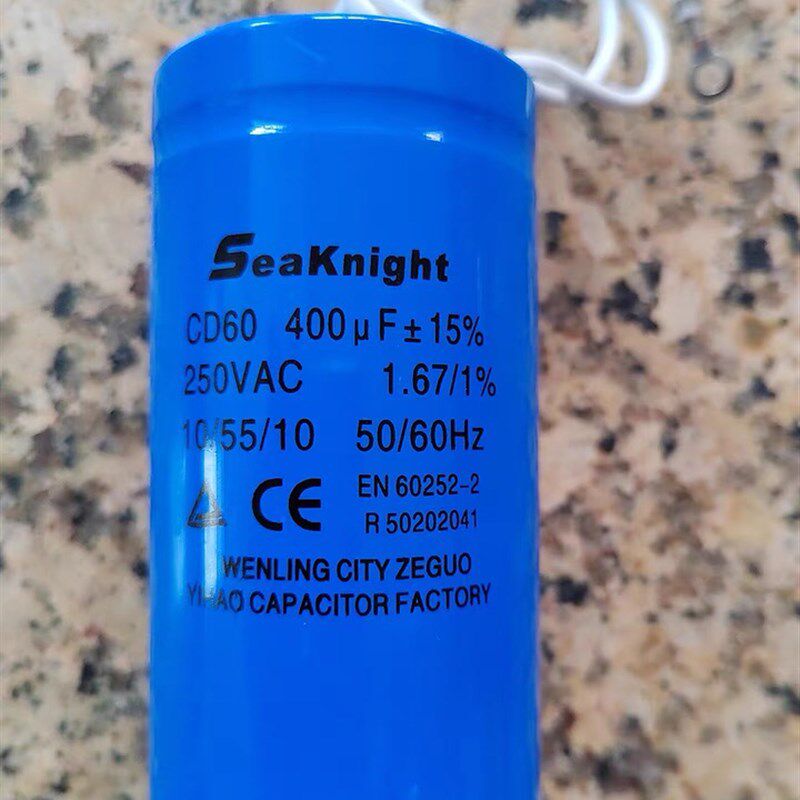 SeaKnight
CD60 400μF±15%
250VAC 1.67/1%
10/55/10 50/60Hz
CE EN 60252-2
R 50202041
WENLING CITY ZEGUO
YIHAO CAPACITOR FACTORY